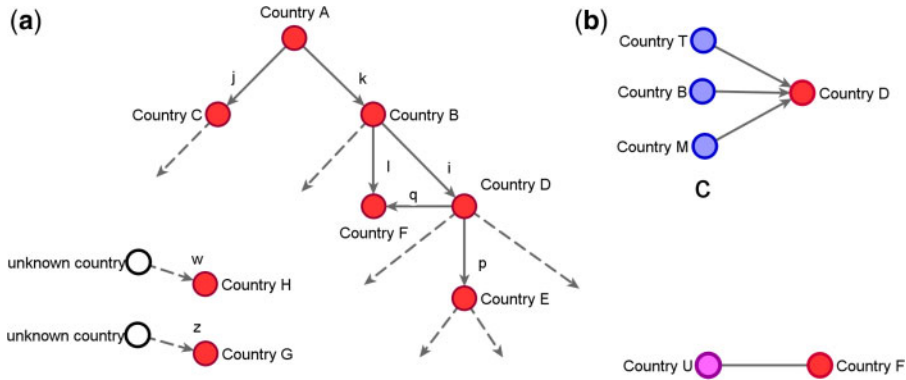 (a)
Country A
j
k
Country C
Country B
l
i
Country D
q
Country F
p
Country E
unknown country
w
Country H
unknown country
z
Country G
(b)
Country T
Country B
Country D
Country M
C
Country U
Country F